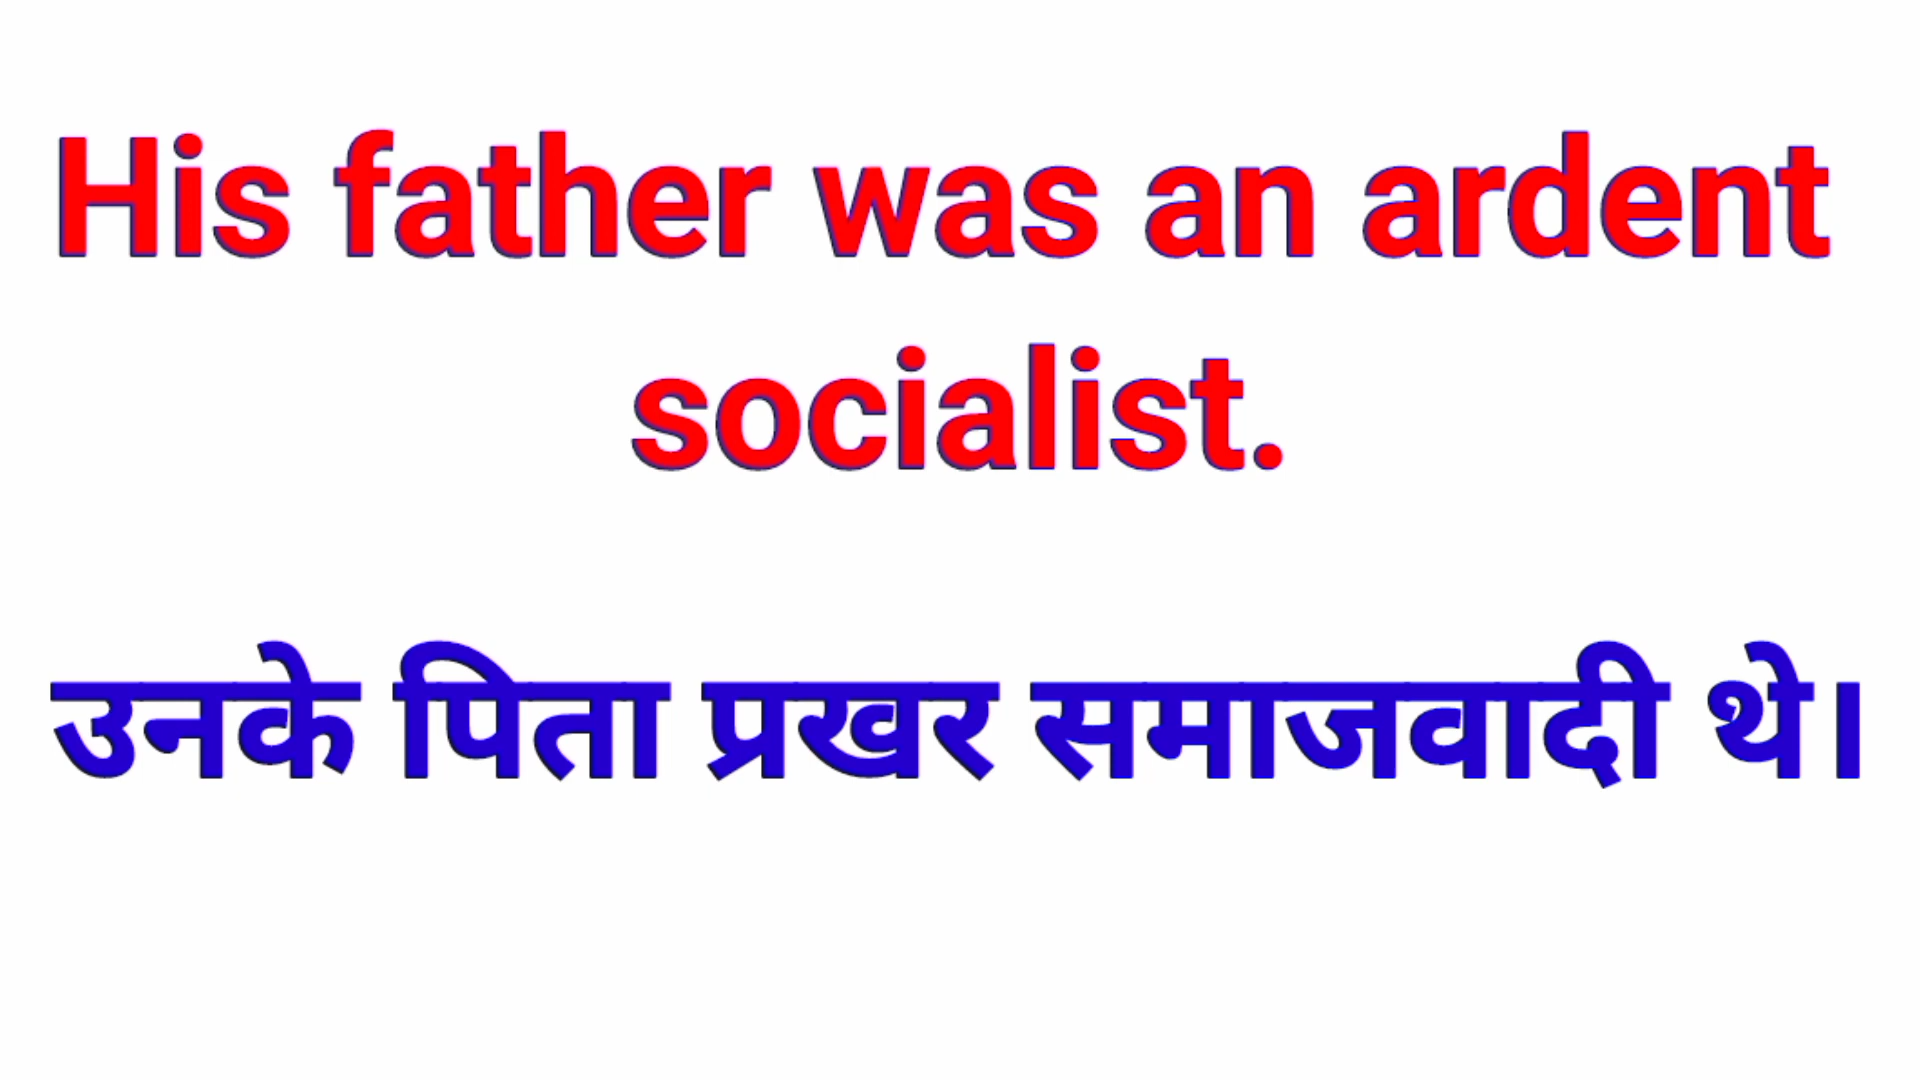 His father was an ardent
socialist.
उनके पिता प्रखर समाजवादी थे।